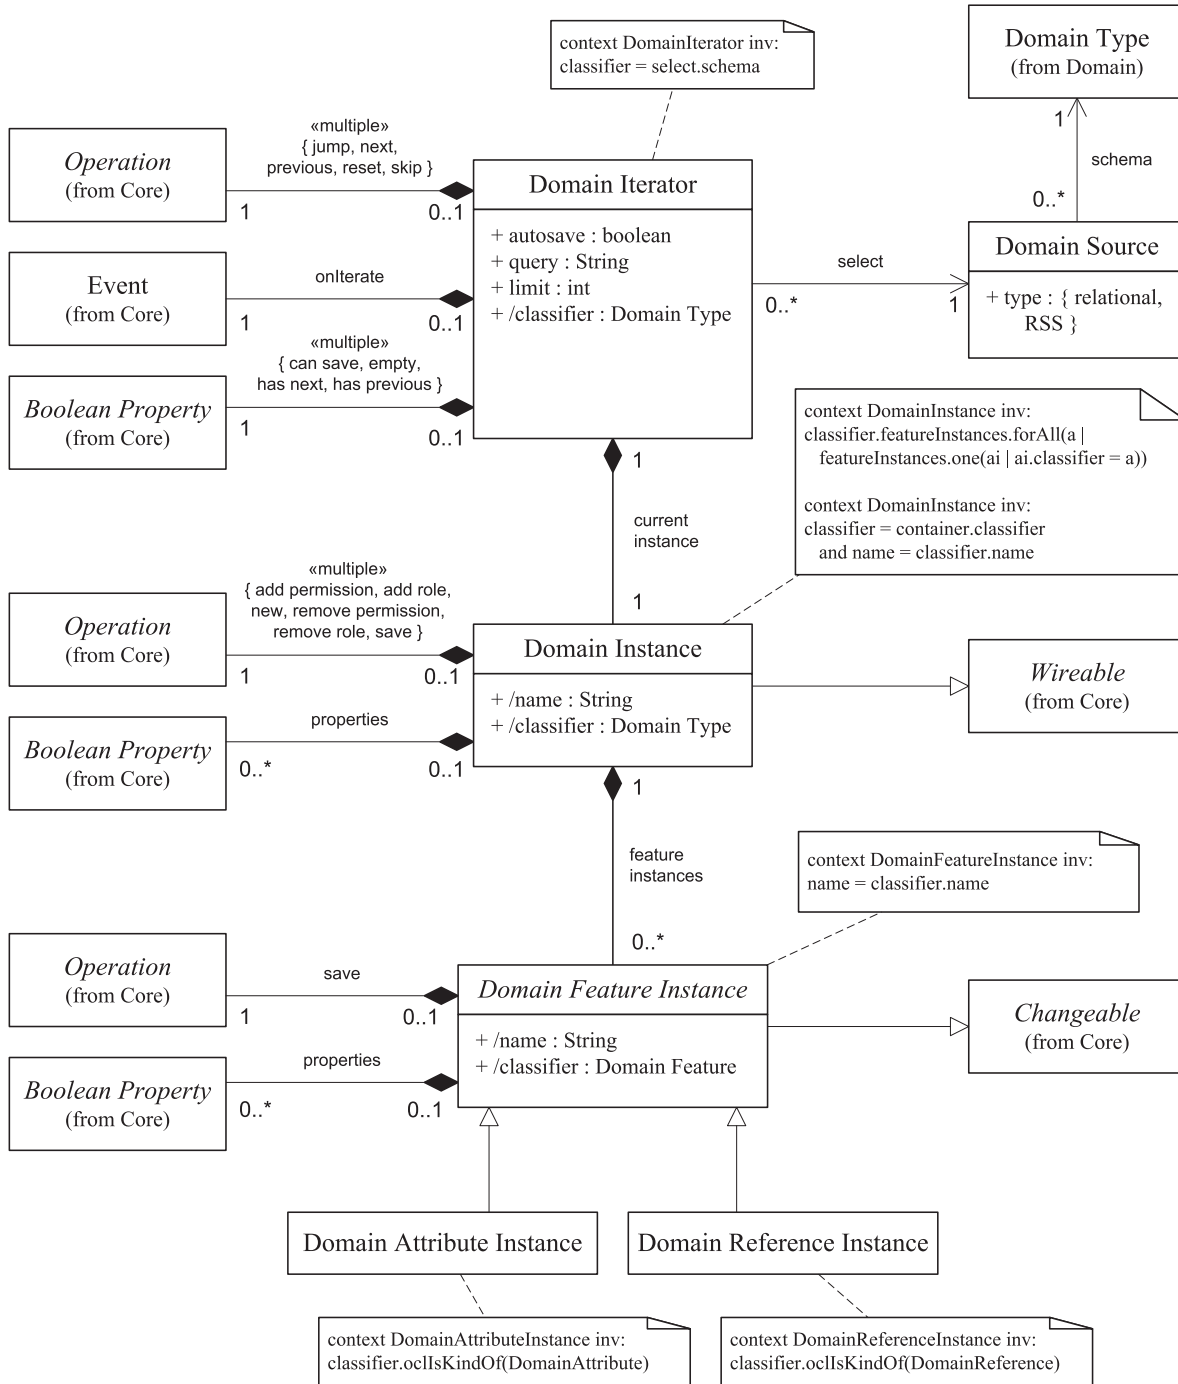 context DomainIterator inv:
classifier = select.schema
Domain Type
(from Domain)
1
schema
0..*
«multiple»
{ jump, next,
previous, reset, skip }
Operation
(from Core)
1
0..1
Domain Iterator
+ autosave : boolean
+ query : String
+ limit : int
+ /classifier : Domain Type
select
0..*
1
Domain Source
+ type : { relational,
RSS }
Event
(from Core)
onIterate
1
0..1
«multiple»
{ can save, empty,
has next, has previous }
Boolean Property
(from Core)
1
0..1
context DomainInstance inv:
classifier.featureInstances.forAll(a |
featureInstances.one(ai | ai.classifier = a))
context DomainInstance inv:
classifier = container.classifier
and name = classifier.name
1
current
instance
1
«multiple»
{ add permission, add role,
new, remove permission,
remove role, save }
Operation
(from Core)
1
0..1
Domain Instance
+ /name : String
+ /classifier : Domain Type
Wireable
(from Core)
Boolean Property
(from Core)
properties
0..*
0..1
1
feature
instances
0..*
context DomainFeatureInstance inv:
name = classifier.name
Operation
(from Core)
save
1
0..1
Domain Feature Instance
+ /name : String
+ /classifier : Domain Feature
Changeable
(from Core)
Boolean Property
(from Core)
properties
0..*
0..1
Domain Attribute Instance
Domain Reference Instance
context DomainAttributeInstance inv:
classifier.oclIsKindOf(DomainAttribute)
context DomainReferenceInstance inv:
classifier.oclIsKindOf(DomainReference)